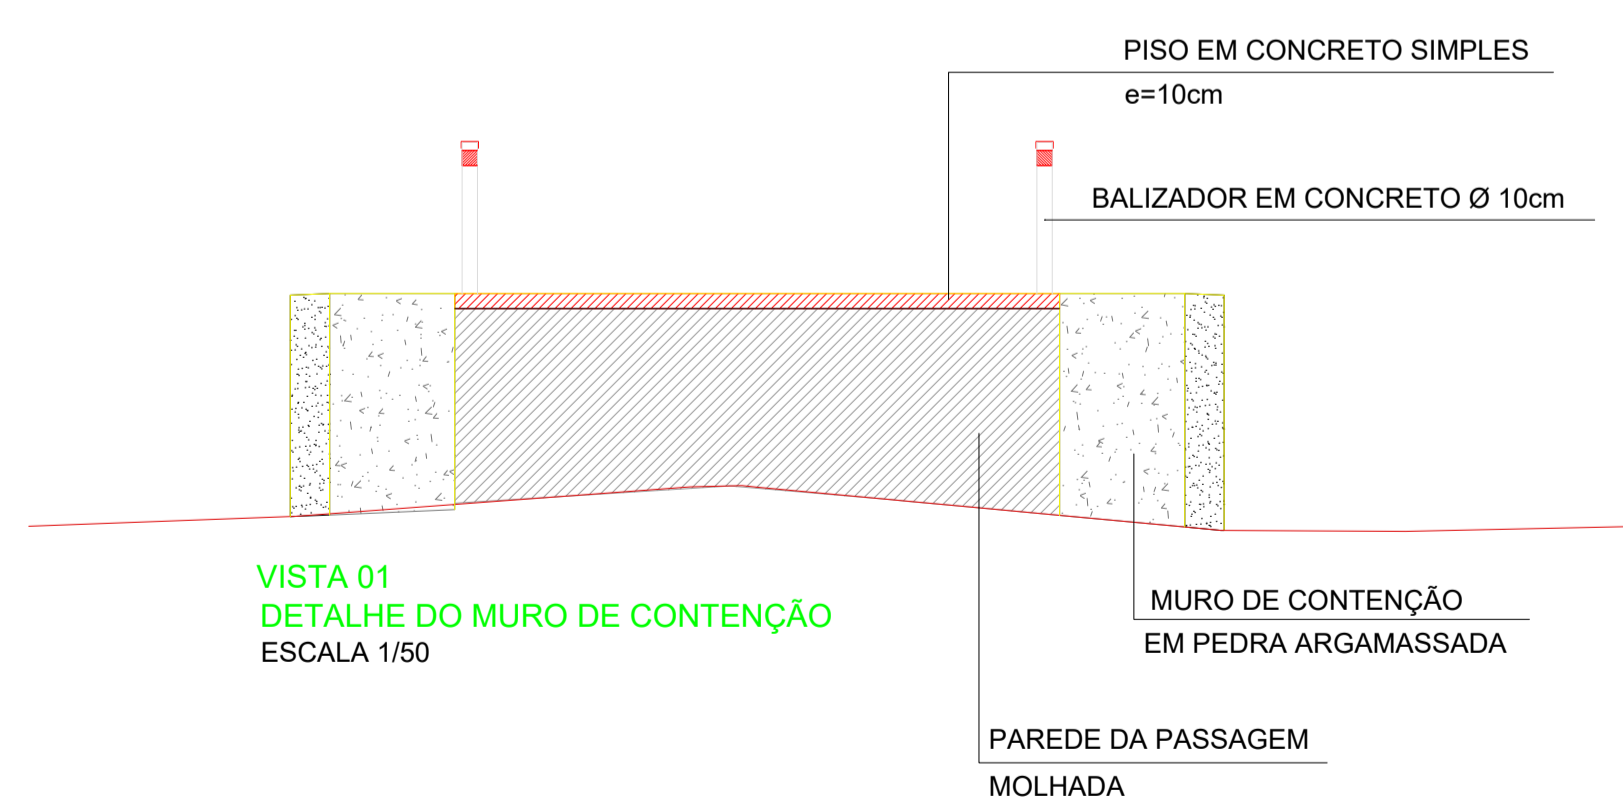 PISO EM CONCRETO SIMPLES
e=10cm
BALIZADOR EM CONCRETO Ø 10cm
VISTA 01
DETALHE DO MURO DE CONTENÇÃO
ESCALA 1/50
MURO DE CONTENÇÃO
EM PEDRA ARGAMASSADA
PAREDE DA PASSAGEM
MOLHADA